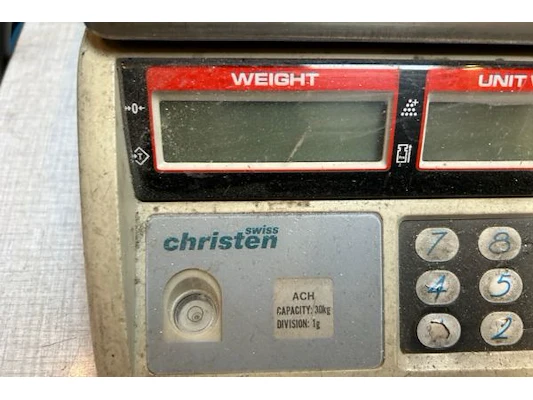 WEIGHT
UNIT W
→0←
T
swiss
christen
ACH
CAPACITY: 30kg
DIVISION: 1g
7 8
4 5
2